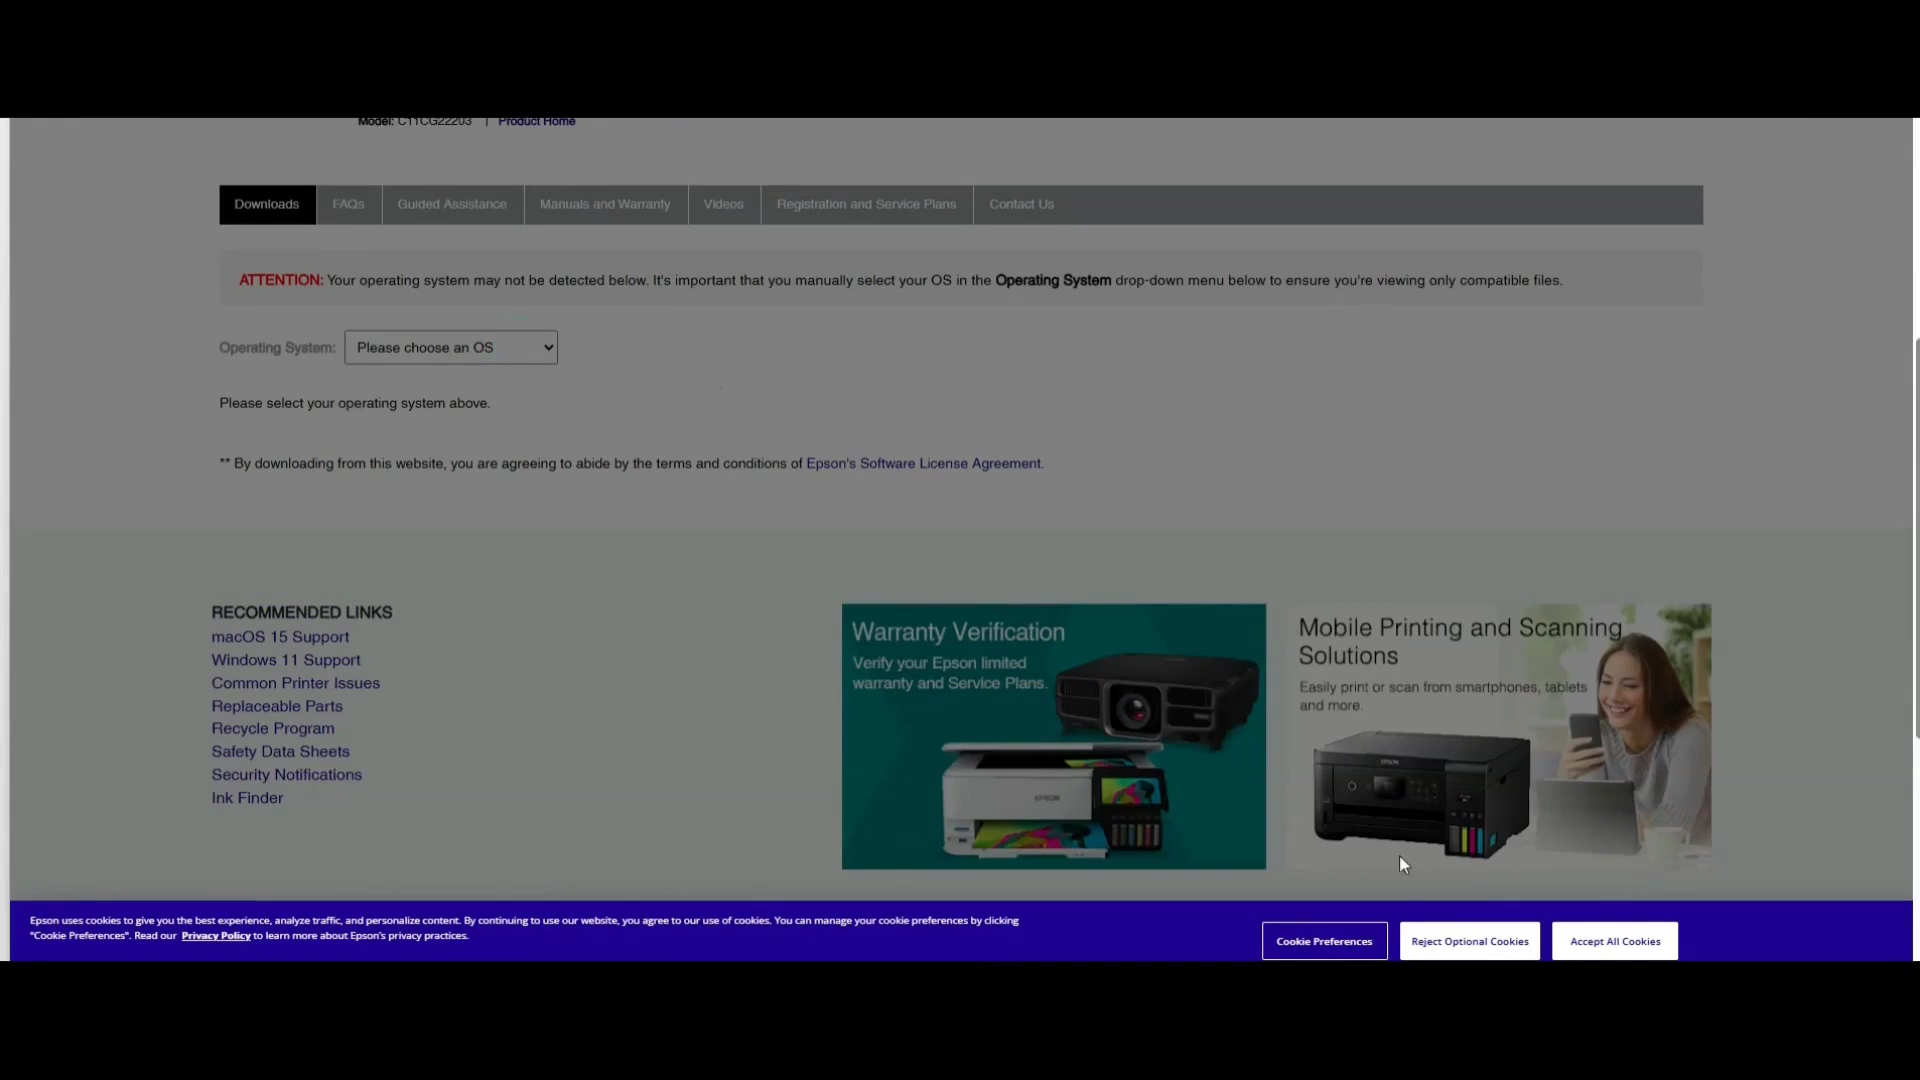 Model: C11CG22203 | Product Home
Downloads
FAQs
Guided Assistance
Manuals and Warranty
Videos
Registration and Service Plans
Contact Us
ATTENTION: Your operating system may not be detected below. It's important that you manually select your OS in the Operating System drop-down menu below to ensure you're viewing only compatible files.
Operating System: Please choose an OS
Please select your operating system above.
** By downloading from this website, you are agreeing to abide by the terms and conditions of Epson's Software License Agreement.
RECOMMENDED LINKS
macOS 15 Support
Windows 11 Support
Common Printer Issues
Replaceable Parts
Recycle Program
Safety Data Sheets
Security Notifications
Ink Finder
Warranty Verification
Verify your Epson limited
warranty and Service Plans.
EPSON
Mobile Printing and Scanning
Solutions
Easily print or scan from smartphones, tablets
and more.
EPSON
Epson uses cookies to give you the best experience, analyze traffic, and personalize content. By continuing to use our website, you agree to our use of cookies. You can manage your cookie preferences by clicking
"Cookie Preferences". Read our Privacy Policy to learn more about Epson's privacy practices.
Cookie Preferences
Reject Optional Cookies
Accept All Cookies